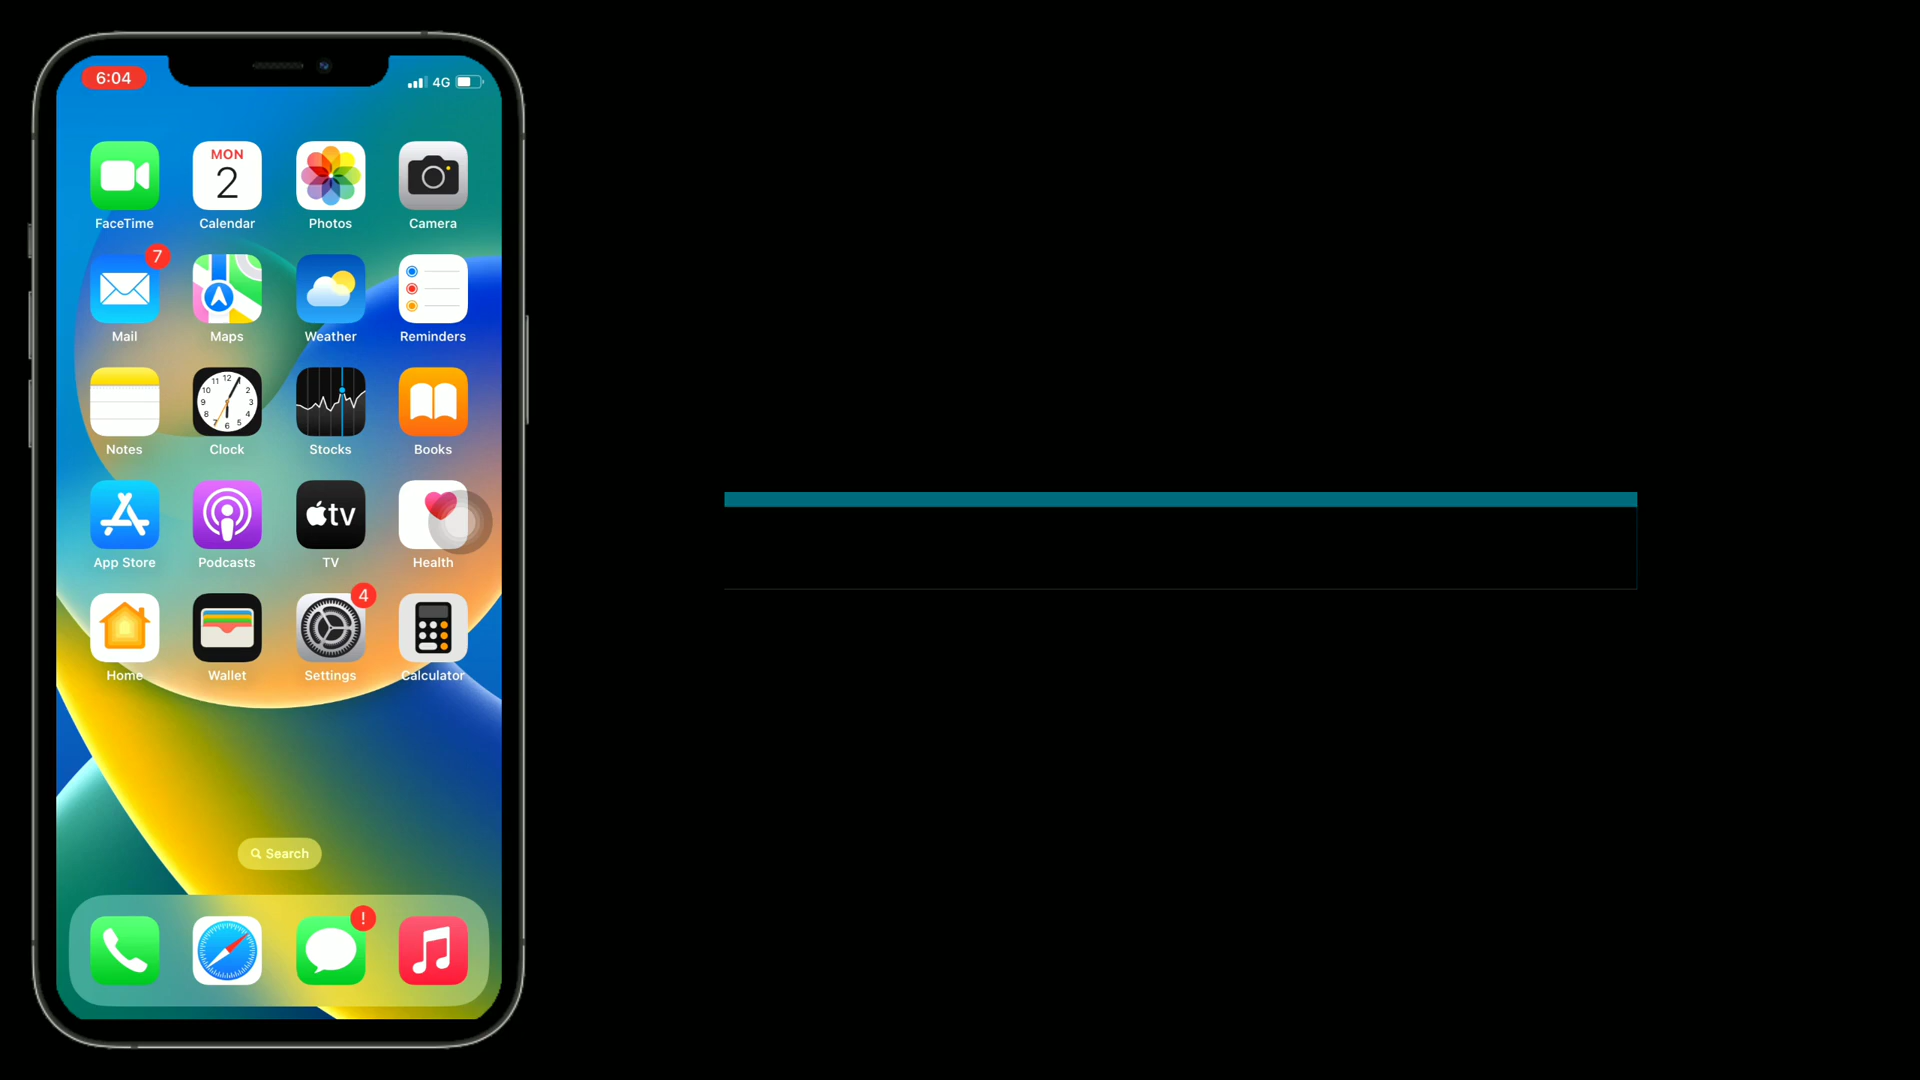 6:04
4G
MON
2
FaceTime Calendar Photos Camera
7
Mail Maps Weather Reminders
Notes Clock Stocks Books
tv
App Store Podcasts TV Health
4
Home Wallet Settings Calculator
Search
!